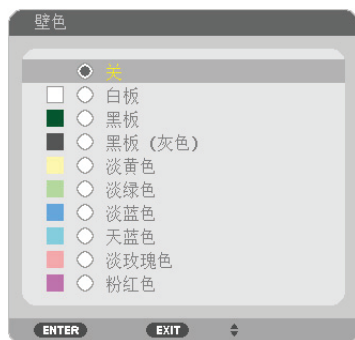 壁色
关
白板
黑板
黑板 (灰色)
淡黄色
淡绿色
淡蓝色
天蓝色
淡玫瑰色
粉红色
ENTER EXIT